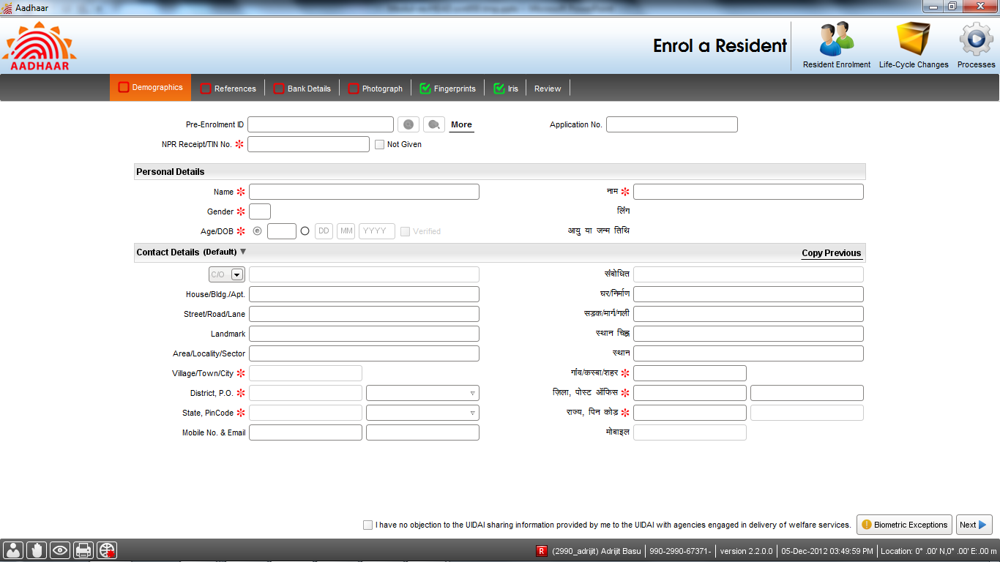 Aadhaar
AADHAAR
Enrol a Resident
Resident Enrolment Life-Cycle Changes Processes
Demographics References Bank Details Photograph Fingerprints Iris Review
Pre-Enrolment ID More Application No.
NPR Receipt/TIN No. Not Given
Personal Details
Name नाम
Gender लिंग
Age/DOB DD MM YYYY Verified आयु या जन्म तिथि
Contact Details (Default) Copy Previous
C/O संबोधित
House/Bldg./Apt. घर/निर्माण
Street/Road/Lane सड़क/मार्ग/गली
Landmark स्थान चिह्न
Area/Locality/Sector स्थान
Village/Town/City गाँव/कस्बा/शहर
District, P.O. ज़िला, पोस्ट ऑफिस
State, PinCode राज्य, पिन कोड
Mobile No. & Email मोबाइल
I have no objection to the UIDAI sharing information provided by me to the UIDAI with agencies engaged in delivery of welfare services. Biometric Exceptions Next
R (2990_adrijit) Adrijit Basu 990-2990-67371- version 2.2.0.0 05-Dec-2012 03:49:59 PM Location: 0° .00' N,0° .00' E:.00 m